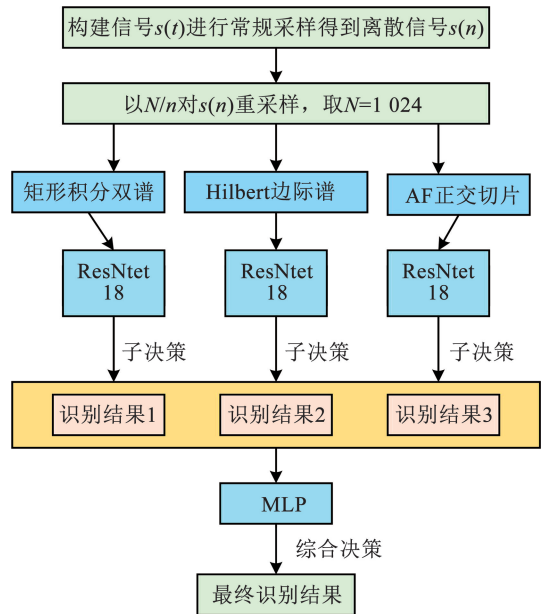 构建信号s(t)进行常规采样得到离散信号s(n)
以N/n对s(n)重采样，取N=1 024
矩形积分双谱
Hilbert边际谱
AF正交切片
ResNtet
18
ResNtet
18
ResNtet
18
子决策
子决策
子决策
识别结果1
识别结果2
识别结果3
MLP
综合决策
最终识别结果